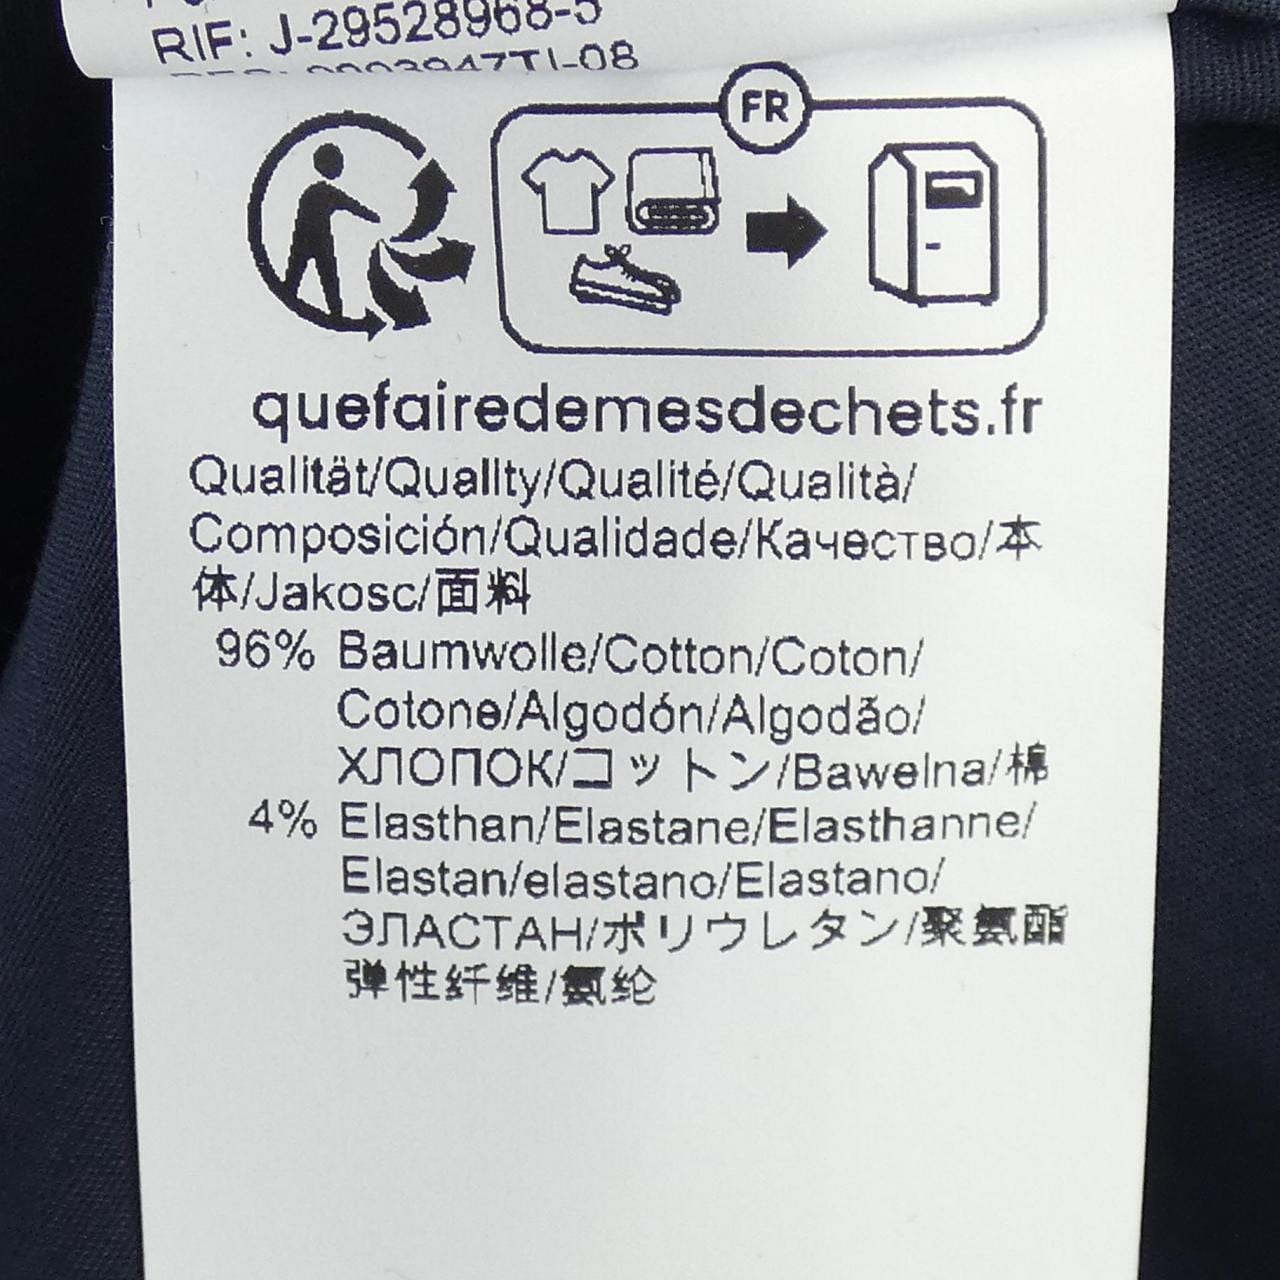 RIF: J-29528968-5
FR
quefairedemesdechets.fr
Qualität/Quality/Qualité/Qualità/
Composición/Qualidade/Качество/本
体/Jakosc/面料
96% Baumwolle/Cotton/Coton/
Cotone/Algodón/Algodão/
ХЛОПОК/コットン/Bawelna/棉
4% Elasthan/Elastane/Elasthanne/
Elastan/elastano/Elastano/
ЭЛАСТАН/ポリウレタン/聚氨酯
弹性纤维/氨纶